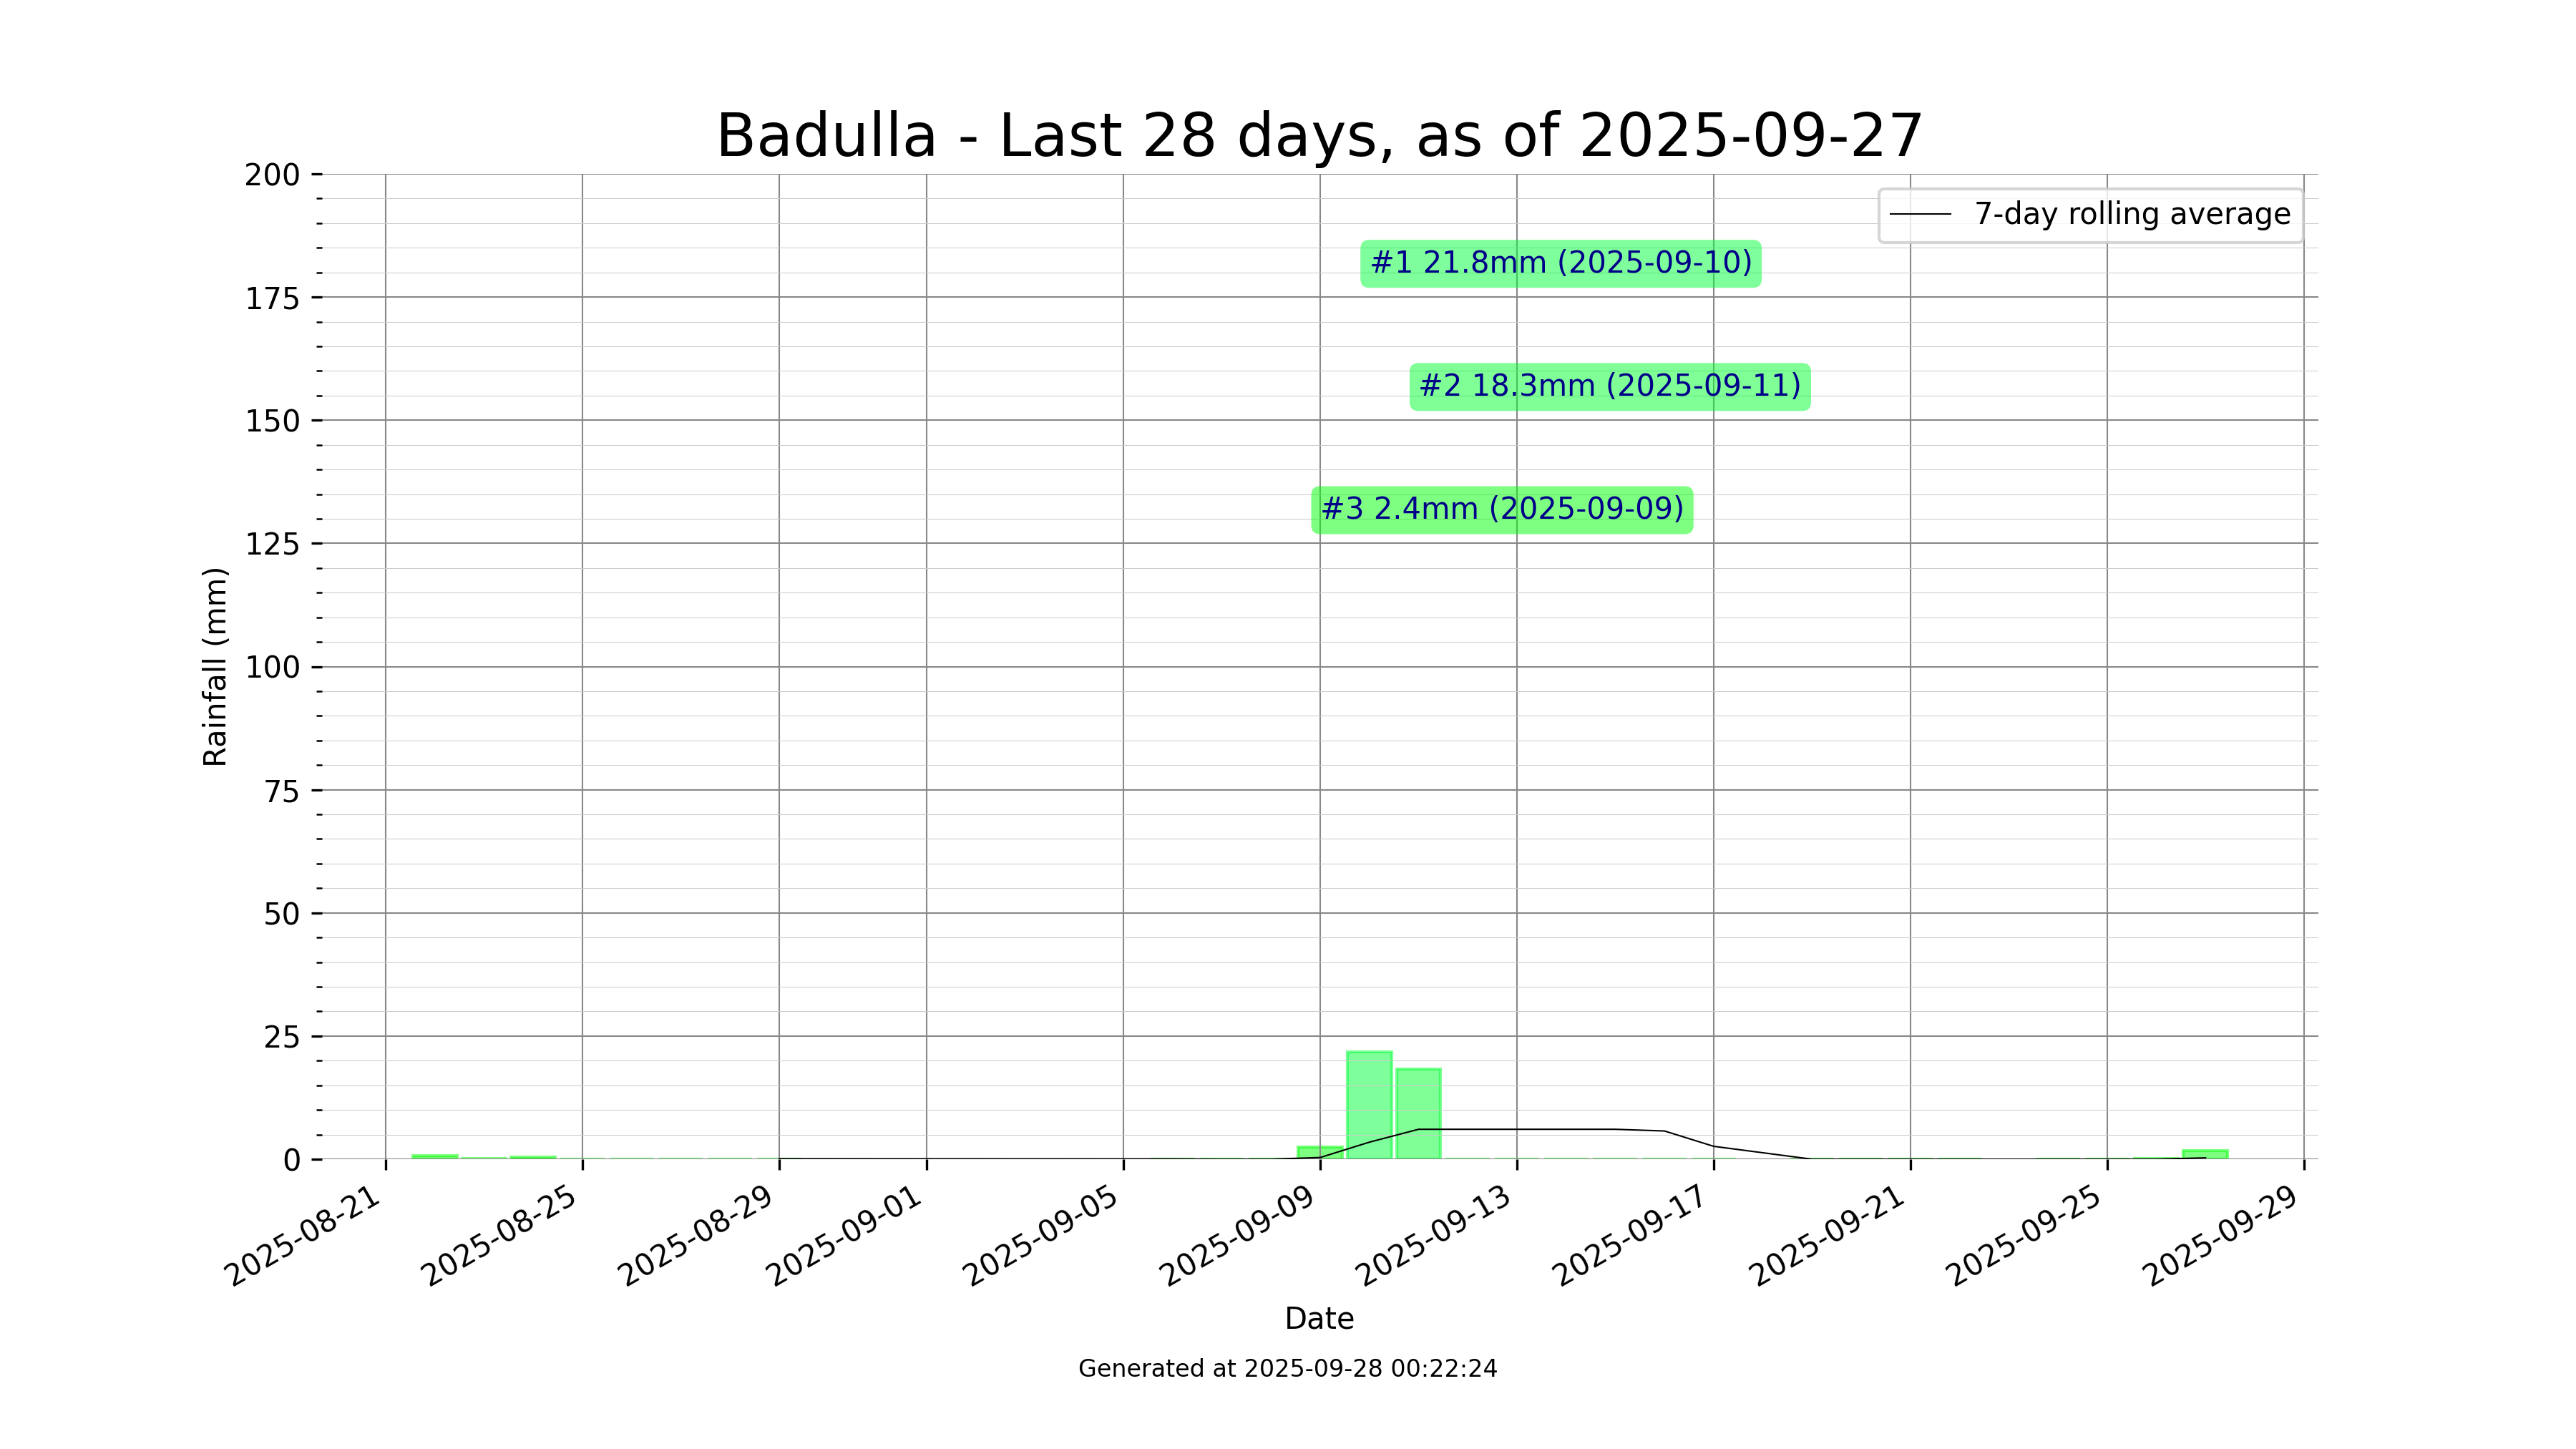 Badulla - Last 28 days, as of 2025-09-27
200
175
150
125
100
75
50
25
0
Rainfall (mm)
7-day rolling average
#1 21.8mm (2025-09-10)
#2 18.3mm (2025-09-11)
#3 2.4mm (2025-09-09)
2025-08-21
2025-08-25
2025-08-29
2025-09-01
2025-09-05
2025-09-09
2025-09-13
2025-09-17
2025-09-21
2025-09-25
2025-09-29
Date
Generated at 2025-09-28 00:22:24